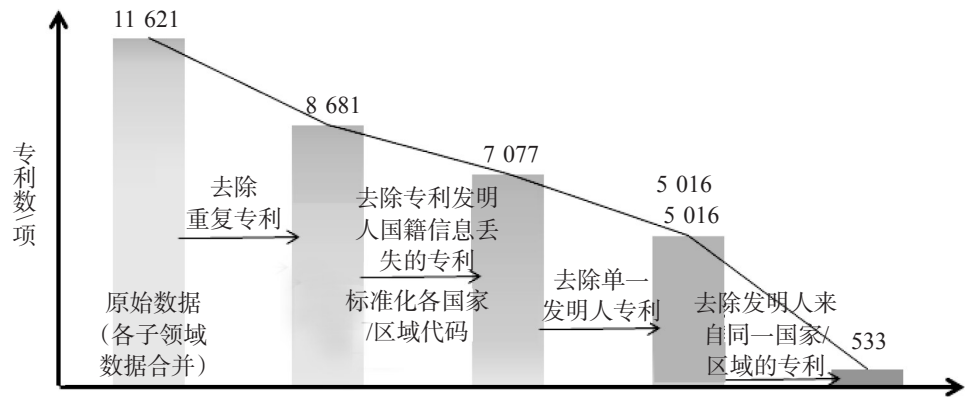 11 621
8 681
7 077
5 016
5 016
533
专利数/项
去除
重复专利
去除专利发明
人国籍信息丢
失的专利
标准化各国家
/区域代码
去除单一
发明人专利
去除发明人来
自同一国家/
区域的专利
原始数据
（各子领域
数据合并）